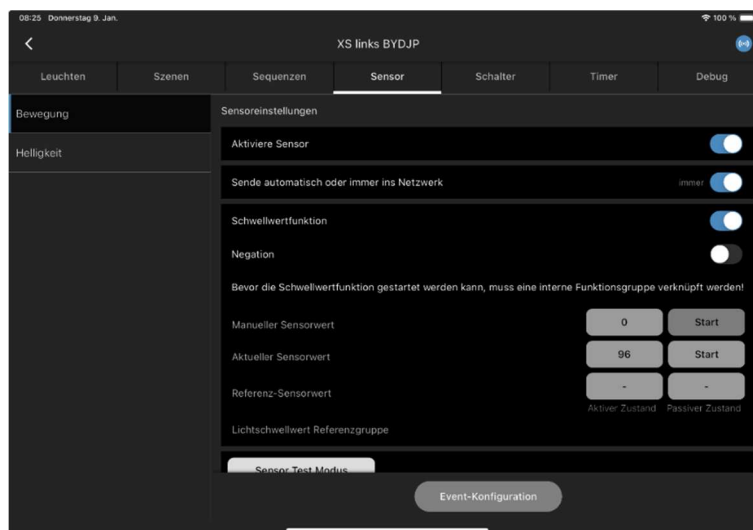 08:25 Donnerstag 9. Jan.
100 %
XS links BYDJP
Leuchten Szenen Sequenzen Sensor Schalter Timer Debug
Bewegung
Helligkeit
Sensoreinstellungen
Aktiviere Sensor
Sende automatisch oder immer ins Netzwerk immer
Schwellwertfunktion
Negation
Bevor die Schwellwertfunktion gestartet werden kann, muss eine interne Funktionsgruppe verknüpft werden!
Manueller Sensorwert 0 Start
Aktueller Sensorwert 96 Start
Referenz-Sensorwert - -
Aktiver Zustand Passiver Zustand
Lichtschwellwert Referenzgruppe
Sensor Test Modus
Event-Konfiguration